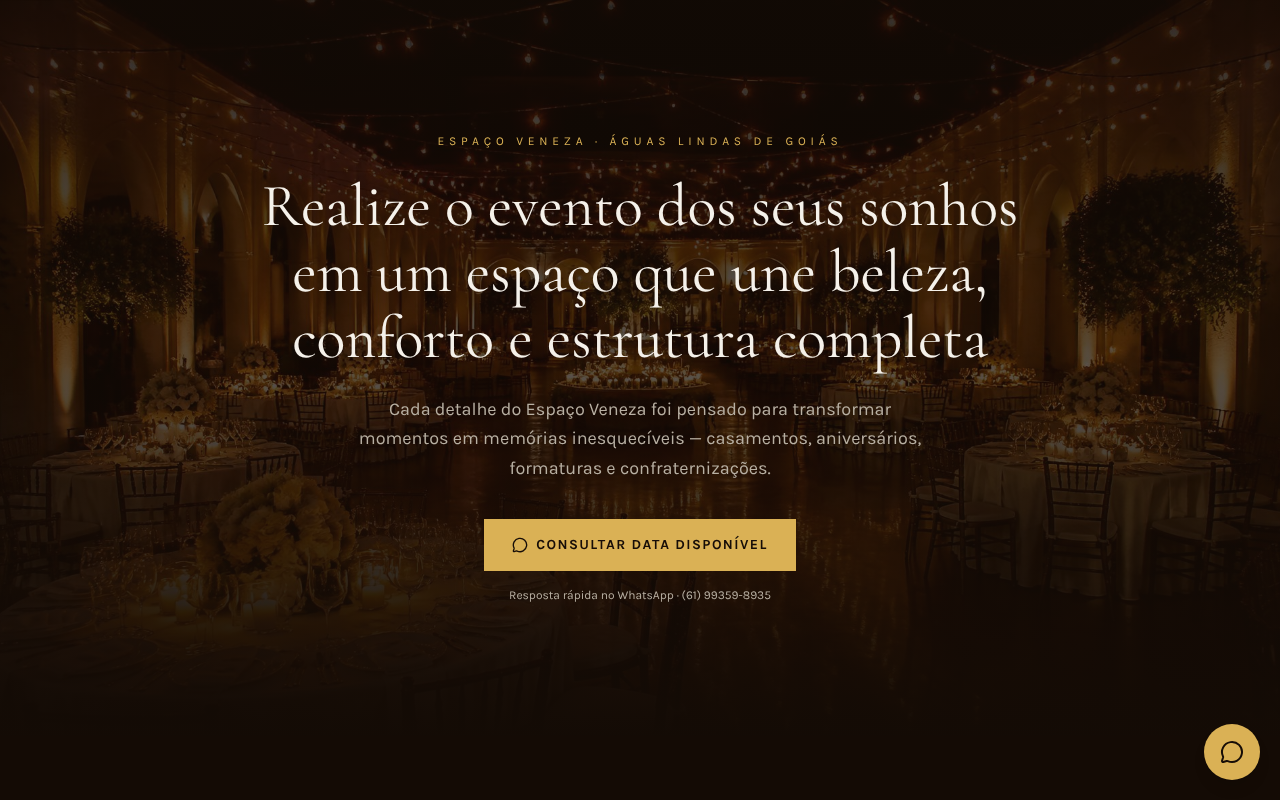 ESPAÇO VENEZA · ÁGUAS LINDAS DE GOIÁS
Realize o evento dos seus sonhos
em um espaço que une beleza,
conforto e estrutura completa
Cada detalhe do Espaço Veneza foi pensado para transformar
momentos em memórias inesquecíveis — casamentos, aniversários,
formaturas e confraternizações.
CONSULTAR DATA DISPONÍVEL
Resposta rápida no WhatsApp · (61) 99359-8935